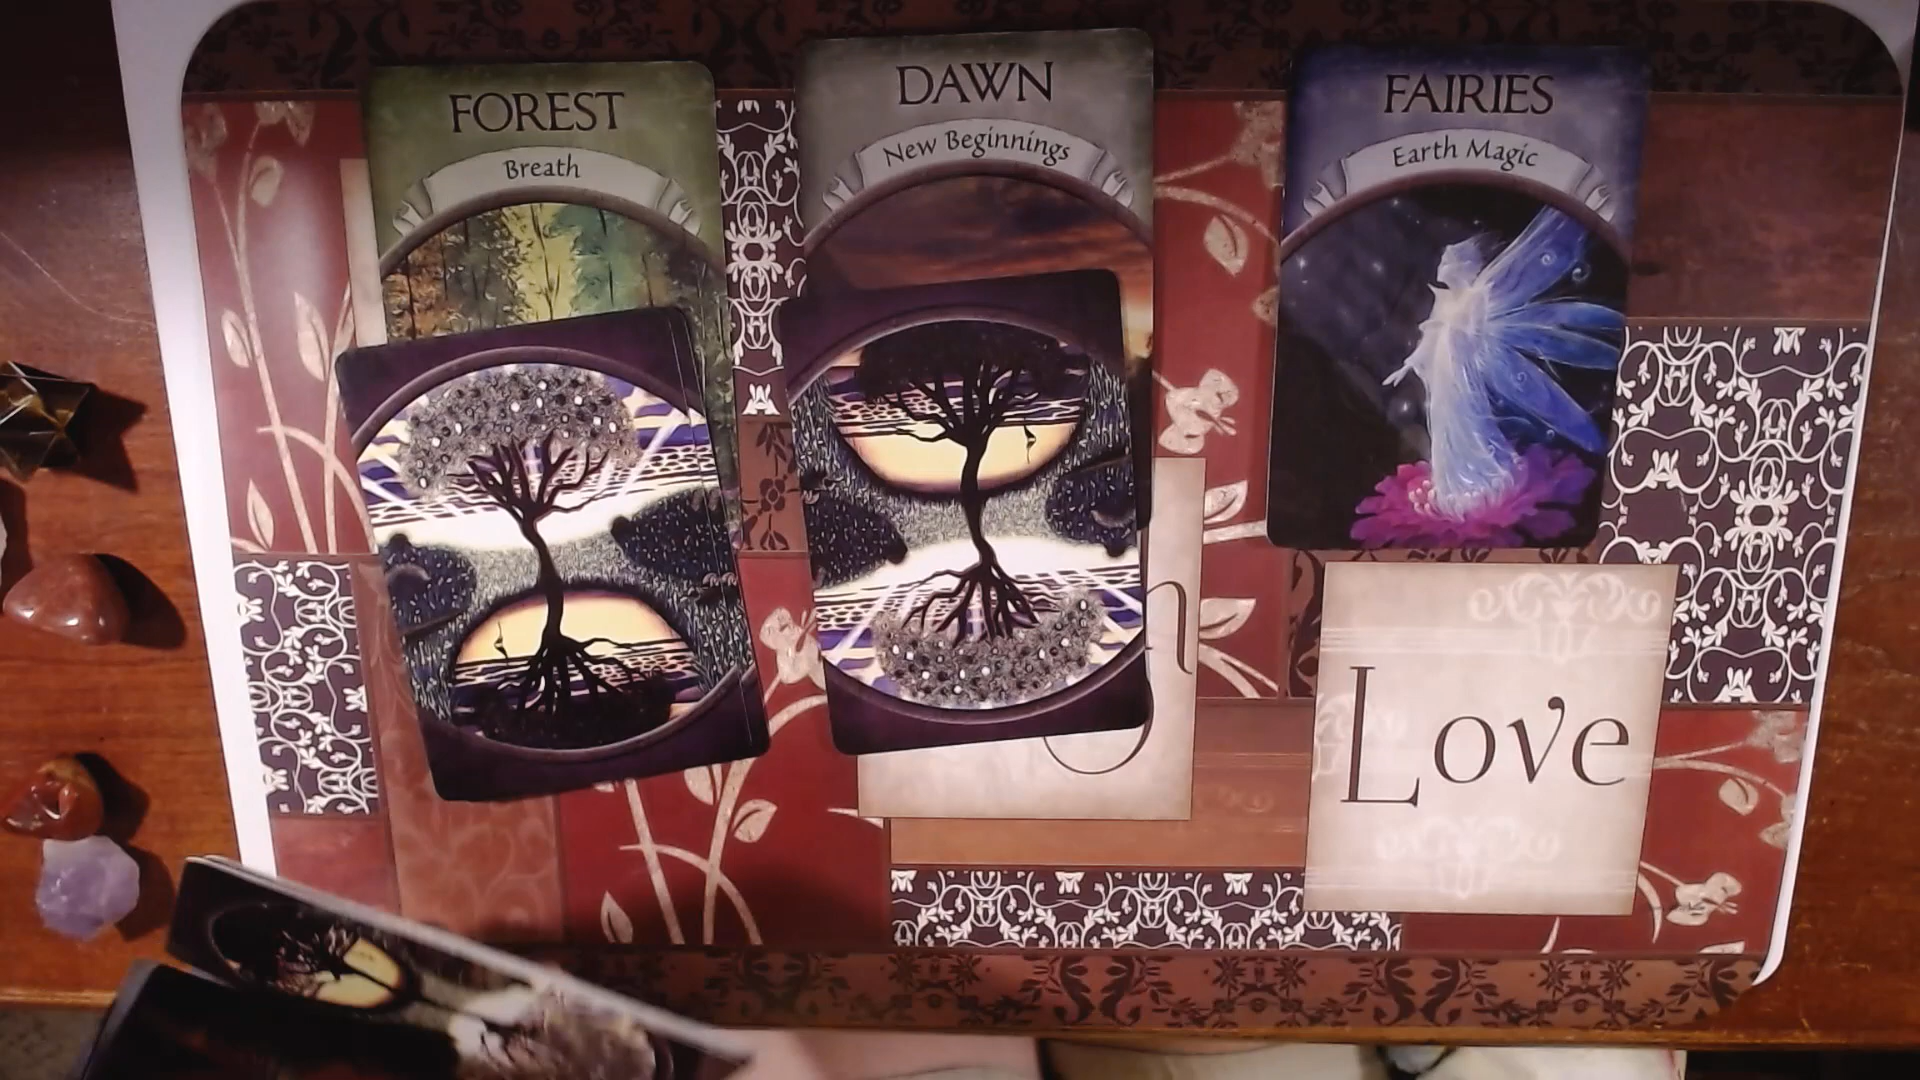 FOREST
Breath
DAWN
New Beginnings
FAIRIES
Earth Magic
Love